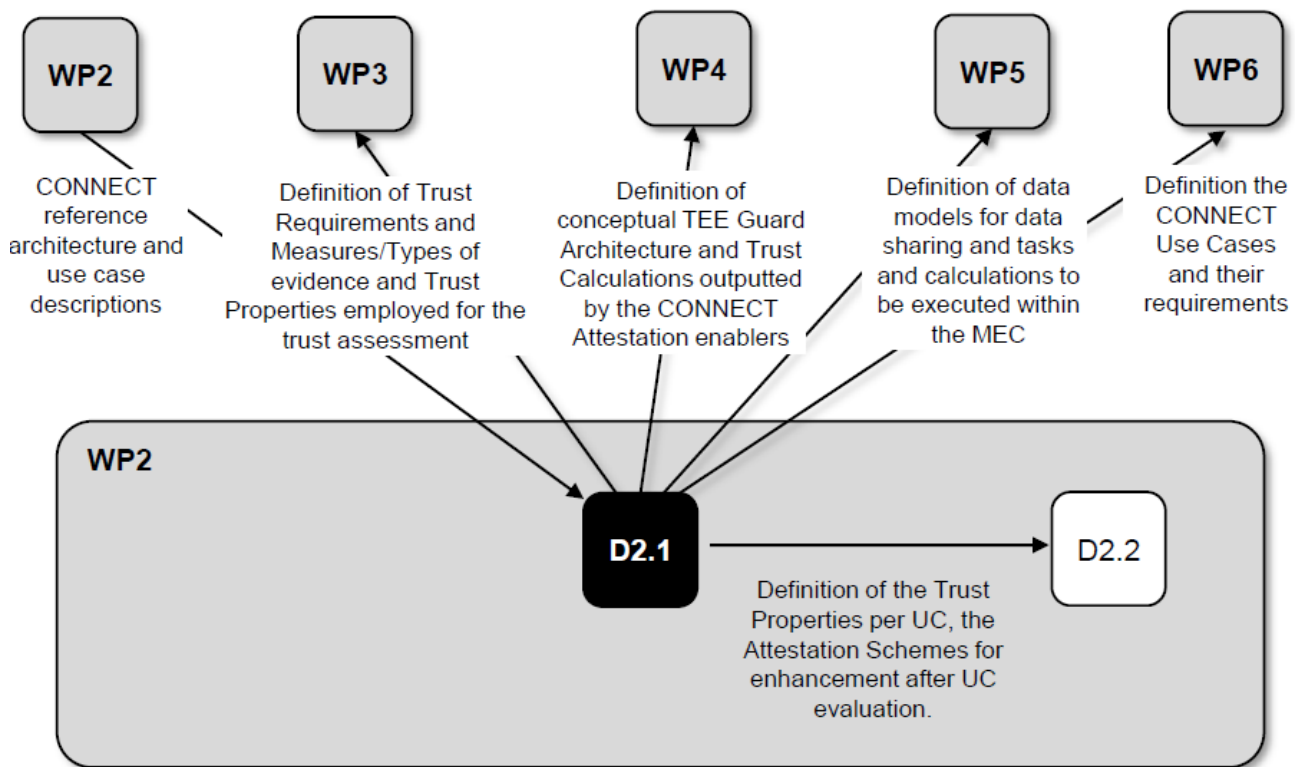 WP2
WP3
WP4
WP5
WP6
CONNECT
reference
architecture and
use case
descriptions
Definition of Trust
Requirements and
Measures/Types of
evidence and Trust
Properties employed for the
trust assessment
Definition of
conceptual TEE Guard
Architecture and Trust
Calculations outputted
by the CONNECT
Attestation enablers
Definition of data
models for data
sharing and tasks
and calculations to
be executed within
the MEC
Definition the
CONNECT
Use Cases
and their
requirements
WP2
D2.1
D2.2
Definition of the Trust
Properties per UC, the
Attestation Schemes for
enhancement after UC
evaluation.